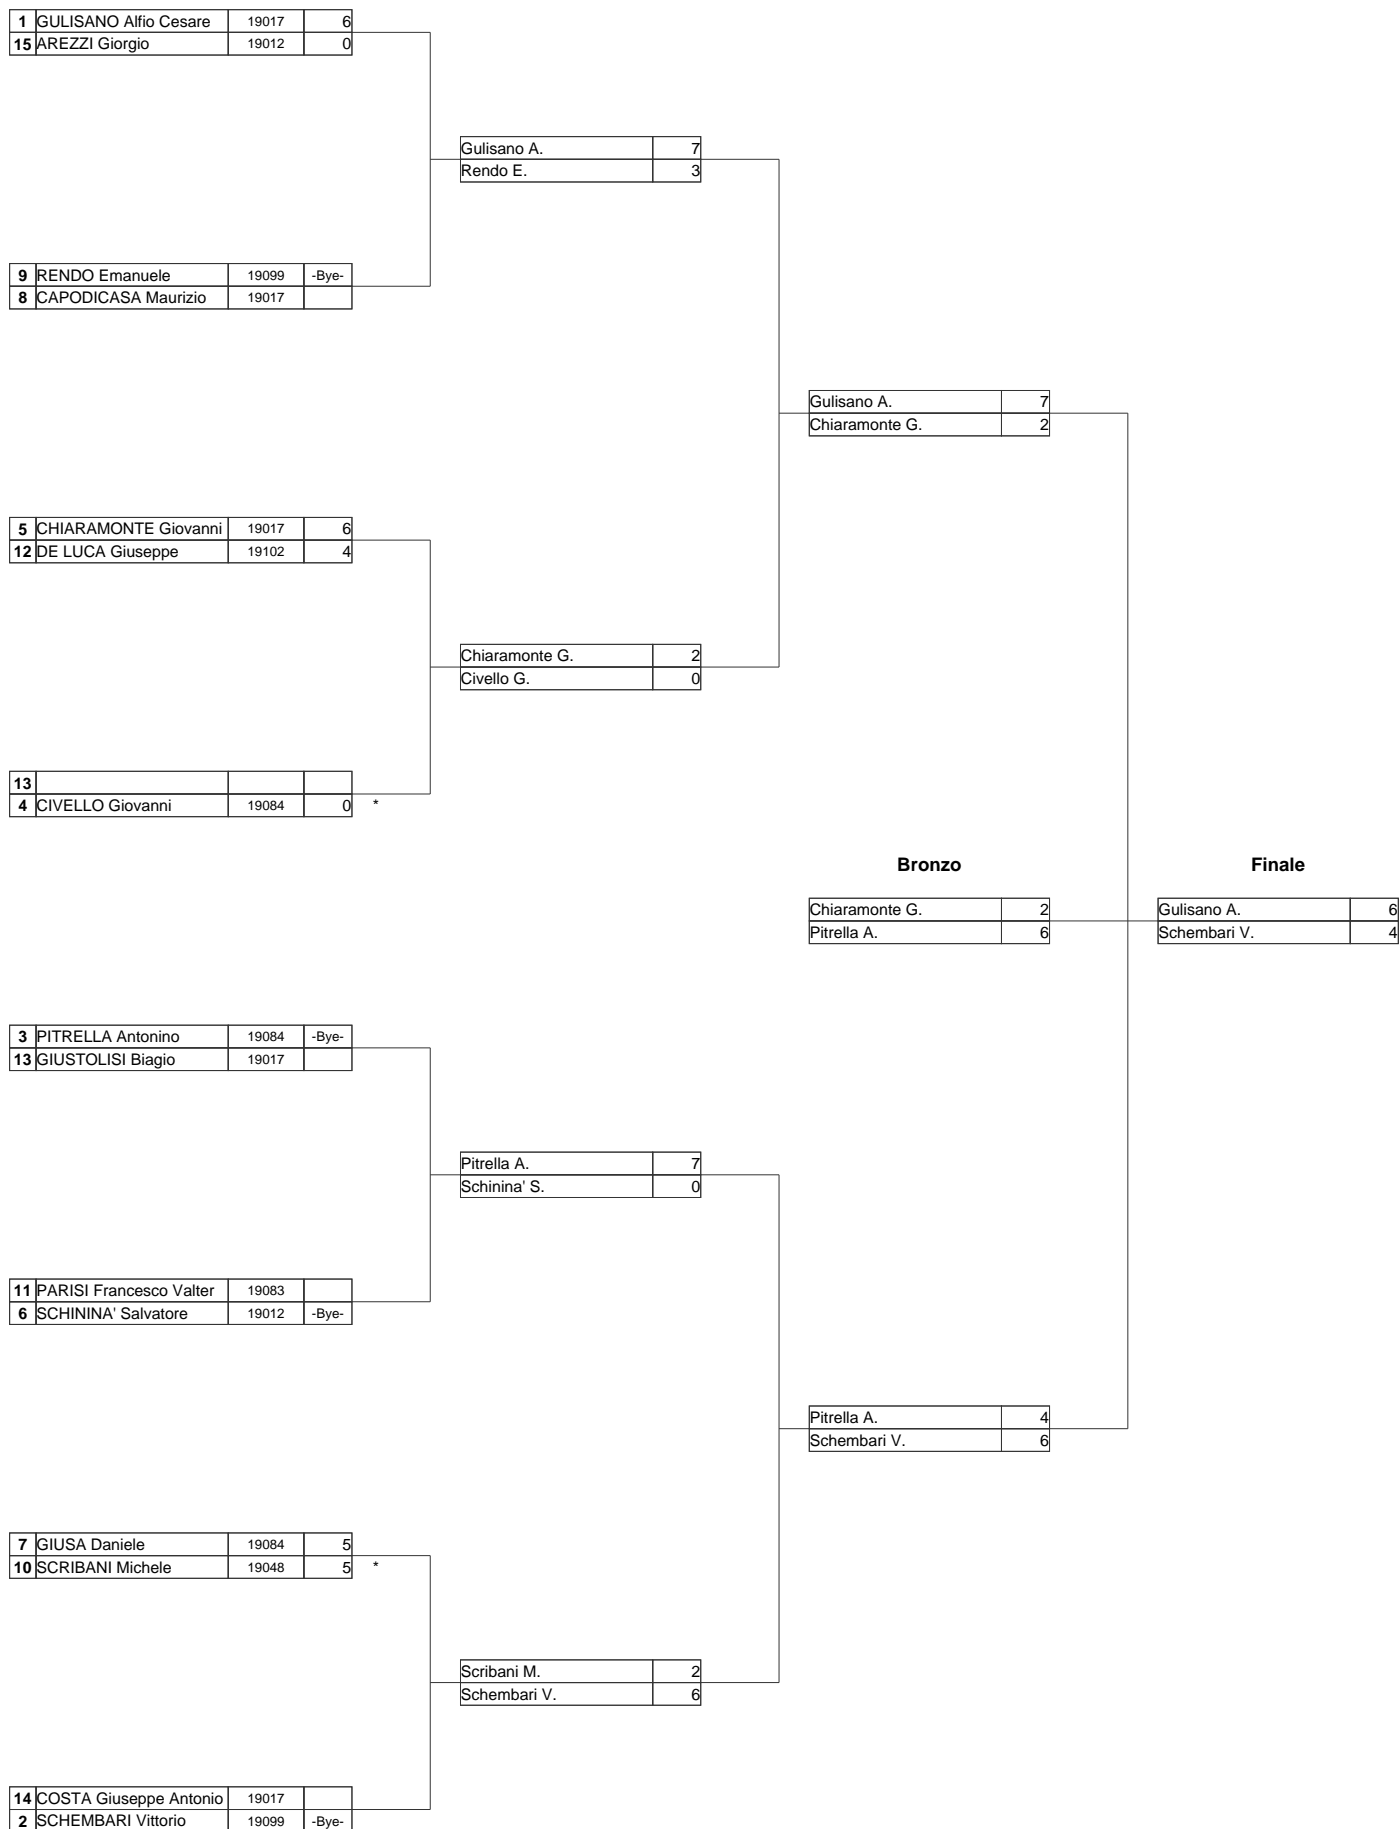 1 GULISANO Alfio Cesare 19017 6
15 AREZZI Giorgio 19012 0
Gulisano A. 7
Rendo E. 3
9 RENDO Emanuele 19099 -Bye-
8 CAPODICASA Maurizio 19017
Gulisano A. 7
Chiaramonte G. 2
5 CHIARAMONTE Giovanni 19017 6
12 DE LUCA Giuseppe 19102 4
Chiaramonte G. 2
Civello G. 0
13
4 CIVELLO Giovanni 19084 0 *
Bronzo Finale
Chiaramonte G. 2 Gulisano A. 6
Pitrella A. 6 Schembari V. 4
3 PITRELLA Antonino 19084 -Bye-
13 GIUSTOLISI Biagio 19017
Pitrella A. 7
Schinina' S. 0
11 PARISI Francesco Valter 19083
6 SCHININA' Salvatore 19012 -Bye-
Pitrella A. 4
Schembari V. 6
7 GIUSA Daniele 19084 5
10 SCRIBANI Michele 19048 5 *
Scribani M. 2
Schembari V. 6
14 COSTA Giuseppe Antonio 19017
2 SCHEMBARI Vittorio 19099 -Bye-